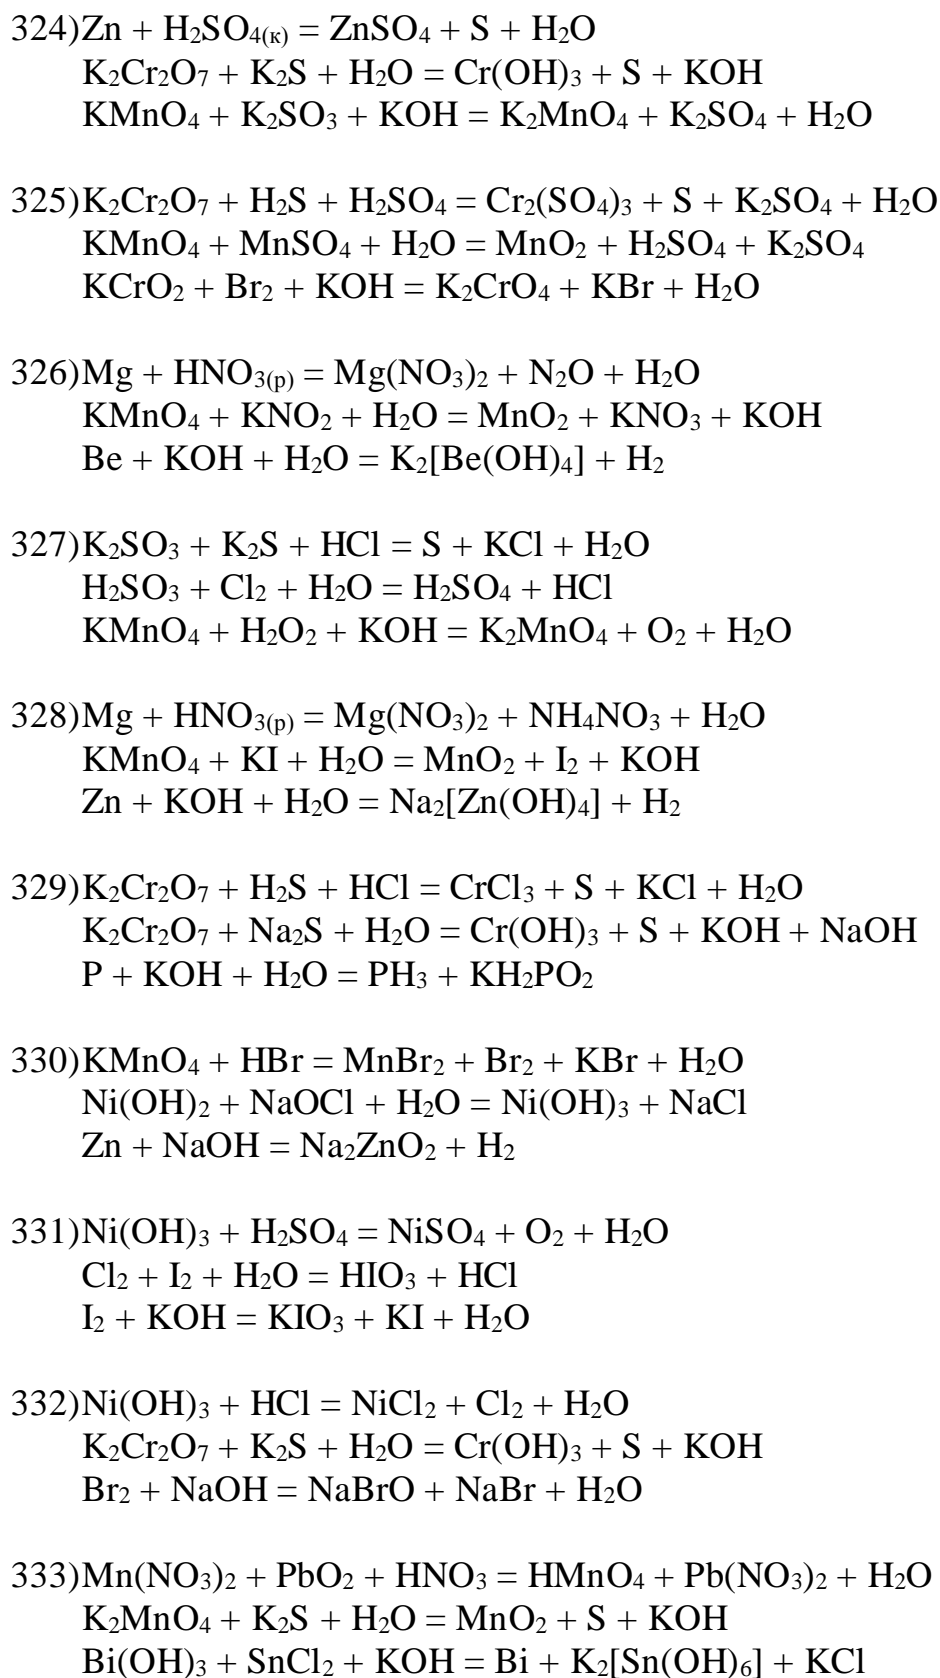 324)Zn + H₂SO₄₍к₎ = ZnSO₄ + S + H₂O
K₂Cr₂O₇ + K₂S + H₂O = Cr(OH)₃ + S + KOH
KMnO₄ + K₂SO₃ + KOH = K₂MnO₄ + K₂SO₄ + H₂O
325)K₂Cr₂O₇ + H₂S + H₂SO₄ = Cr₂(SO₄)₃ + S + K₂SO₄ + H₂O
KMnO₄ + MnSO₄ + H₂O = MnO₂ + H₂SO₄ + K₂SO₄
KCrO₂ + Br₂ + KOH = K₂CrO₄ + KBr + H₂O
326)Mg + HNO₃₍р₎ = Mg(NO₃)₂ + N₂O + H₂O
KMnO₄ + KNO₂ + H₂O = MnO₂ + KNO₃ + KOH
Be + KOH + H₂O = K₂[Be(OH)₄] + H₂
327)K₂SO₃ + K₂S + HCl = S + KCl + H₂O
H₂SO₃ + Cl₂ + H₂O = H₂SO₄ + HCl
KMnO₄ + H₂O₂ + KOH = K₂MnO₄ + O₂ + H₂O
328)Mg + HNO₃₍р₎ = Mg(NO₃)₂ + NH₄NO₃ + H₂O
KMnO₄ + KI + H₂O = MnO₂ + I₂ + KOH
Zn + KOH + H₂O = Na₂[Zn(OH)₄] + H₂
329)K₂Cr₂O₇ + H₂S + HCl = CrCl₃ + S + KCl + H₂O
K₂Cr₂O₇ + Na₂S + H₂O = Cr(OH)₃ + S + KOH + NaOH
P + KOH + H₂O = PH₃ + KH₂PO₂
330)KMnO₄ + HBr = MnBr₂ + Br₂ + KBr + H₂O
Ni(OH)₂ + NaOCl + H₂O = Ni(OH)₃ + NaCl
Zn + NaOH = Na₂ZnO₂ + H₂
331)Ni(OH)₃ + H₂SO₄ = NiSO₄ + O₂ + H₂O
Cl₂ + I₂ + H₂O = HIO₃ + HCl
I₂ + KOH = KIO₃ + KI + H₂O
332)Ni(OH)₃ + HCl = NiCl₂ + Cl₂ + H₂O
K₂Cr₂O₇ + K₂S + H₂O = Cr(OH)₃ + S + KOH
Br₂ + NaOH = NaBrO + NaBr + H₂O
333)Mn(NO₃)₂ + PbO₂ + HNO₃ = HMnO₄ + Pb(NO₃)₂ + H₂O
K₂MnO₄ + K₂S + H₂O = MnO₂ + S + KOH
Bi(OH)₃ + SnCl₂ + KOH = Bi + K₂[Sn(OH)₆] + KCl